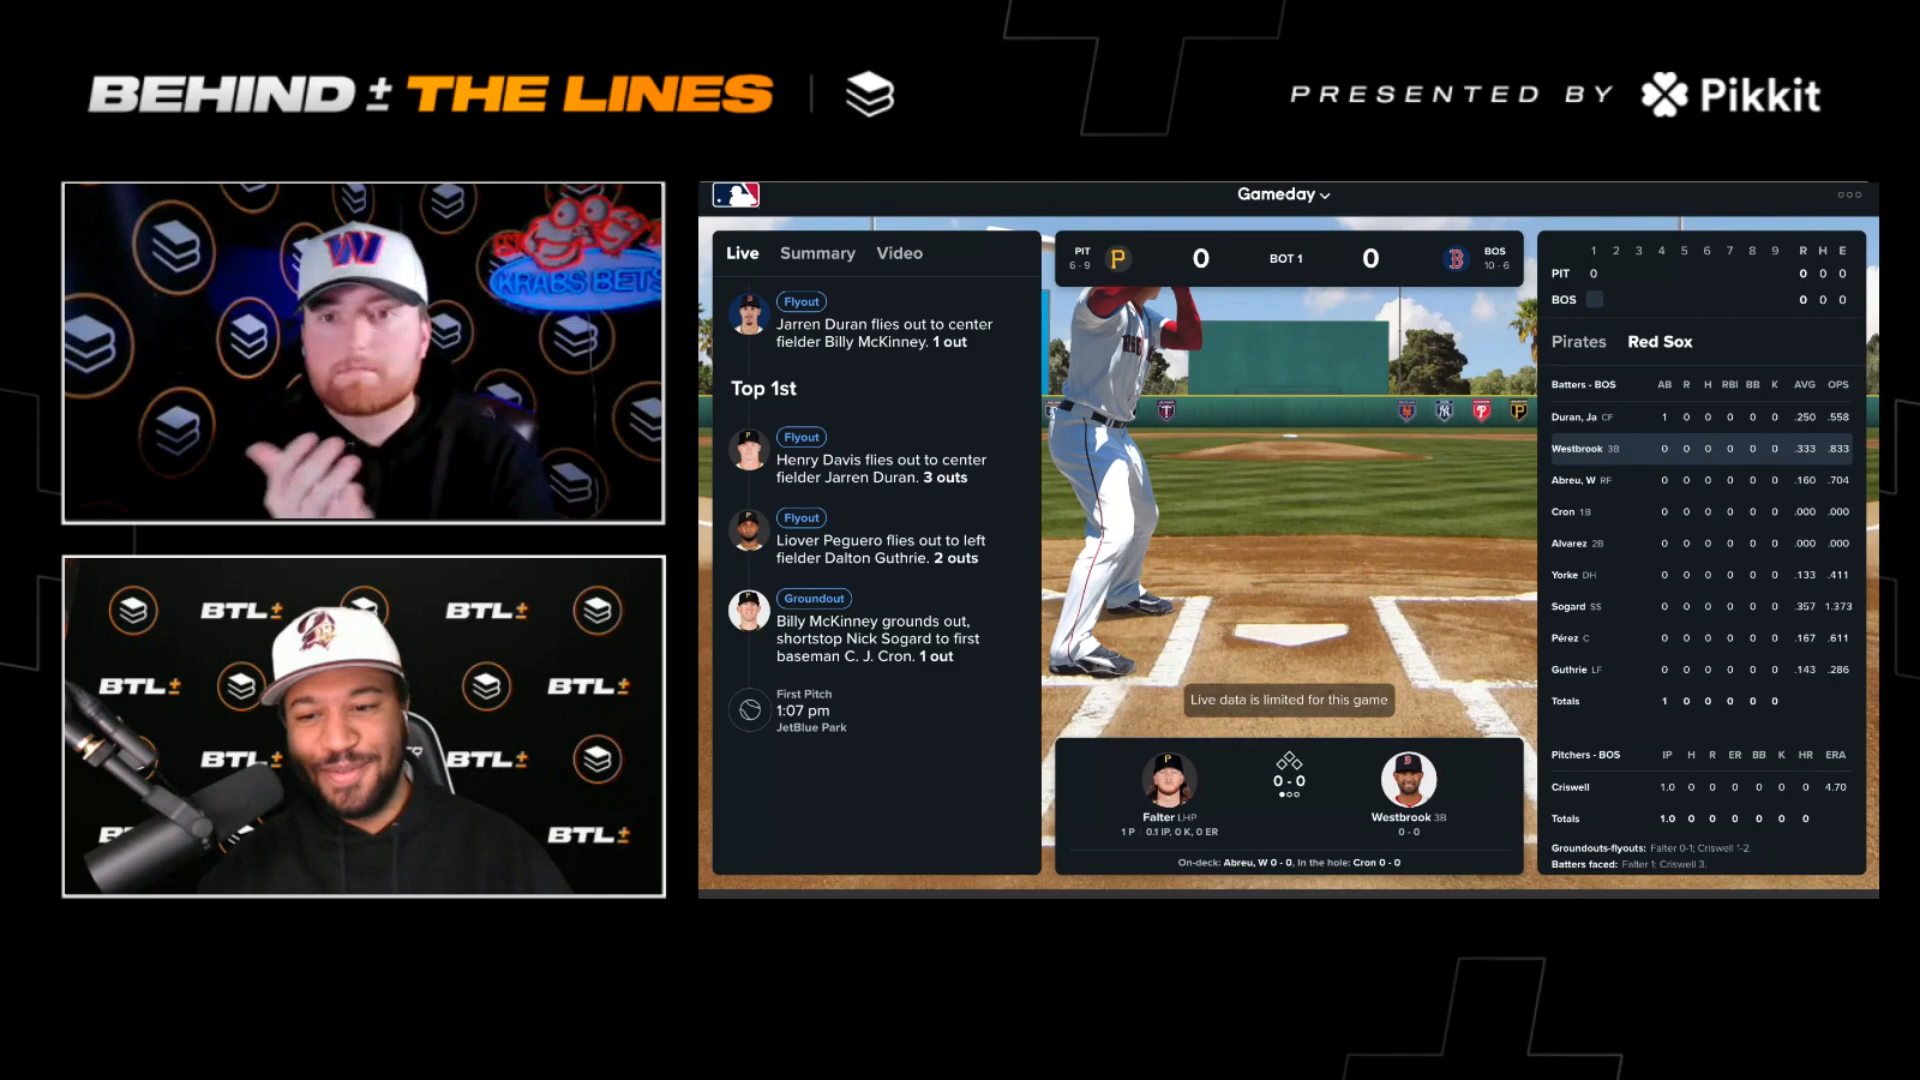 BEHIND ± THE LINES
PRESENTED BY Pikkit
W
KRABS BETS
BTL± BTL±
BTL± BTL±
BTL± BTL±
BTL±
Gameday
Live Summary Video
Flyout
Jarren Duran flies out to center
fielder Billy McKinney. 1 out
Top 1st
Flyout
Henry Davis flies out to center
fielder Jarren Duran. 3 outs
Flyout
Liover Peguero flies out to left
fielder Dalton Guthrie. 2 outs
Groundout
Billy McKinney grounds out,
shortstop Nick Sogard to first
baseman C. J. Cron. 1 out
First Pitch
1:07 pm
JetBlue Park
PIT 0 BOT 1 0 BOS
6 - 9 10 - 6
Live data is limited for this game
0 - 0
Falter LHP
1 P | 0.1 IP, 0 K, 0 ER
Westbrook 3B
0 - 0
On-deck: Abreu, W 0 - 0, In the hole: Cron 0 - 0
1 2 3 4 5 6 7 8 9 R H E
PIT 0 0 0 0
BOS 0 0 0
Pirates Red Sox
Batters - BOS AB R H RBI BB K AVG OPS
Duran, Ja CF 1 0 0 0 0 0 .250 .558
Westbrook 3B 0 0 0 0 0 0 .333 .833
Abreu, W RF 0 0 0 0 0 0 .160 .704
Cron 1B 0 0 0 0 0 0 .000 .000
Alvarez 2B 0 0 0 0 0 0 .000 .000
Yorke DH 0 0 0 0 0 0 .133 .411
Sogard SS 0 0 0 0 0 0 .357 1.373
Pérez C 0 0 0 0 0 0 .167 .611
Guthrie LF 0 0 0 0 0 0 .143 .286
Totals 1 0 0 0 0 0
Pitchers - BOS IP H R ER BB K HR ERA
Criswell 1.0 0 0 0 0 0 0 4.70
Totals 1.0 0 0 0 0 0 0
Groundouts-flyouts: Falter 0-1; Criswell 1-2.
Batters faced: Falter 1; Criswell 3.